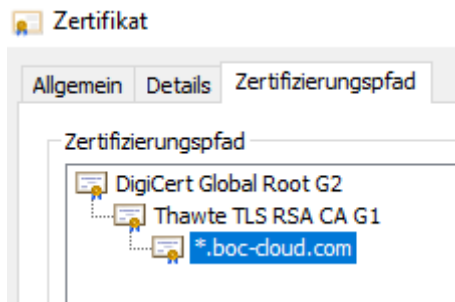 Zertifikat
Allgemein Details Zertifizierungspfad
Zertifizierungspfad
DigiCert Global Root G2
Thawte TLS RSA CA G1
*.boc-cloud.com